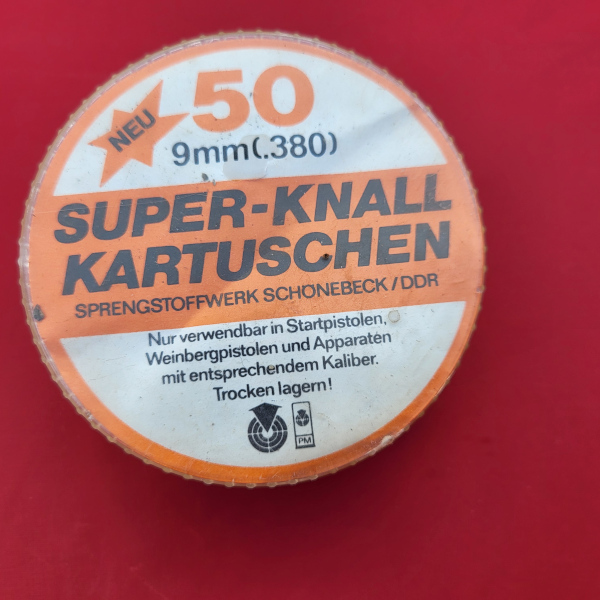 NEU
50
9mm(.380)
SUPER-KNALL
KARTUSCHEN
SPRENGSTOFFWERK SCHÖNEBECK/DDR
Nur verwendbar in Startpistolen,
Weinbergpistolen und Apparaten
mit entsprechendem Kaliber.
Trocken lagern!
PM